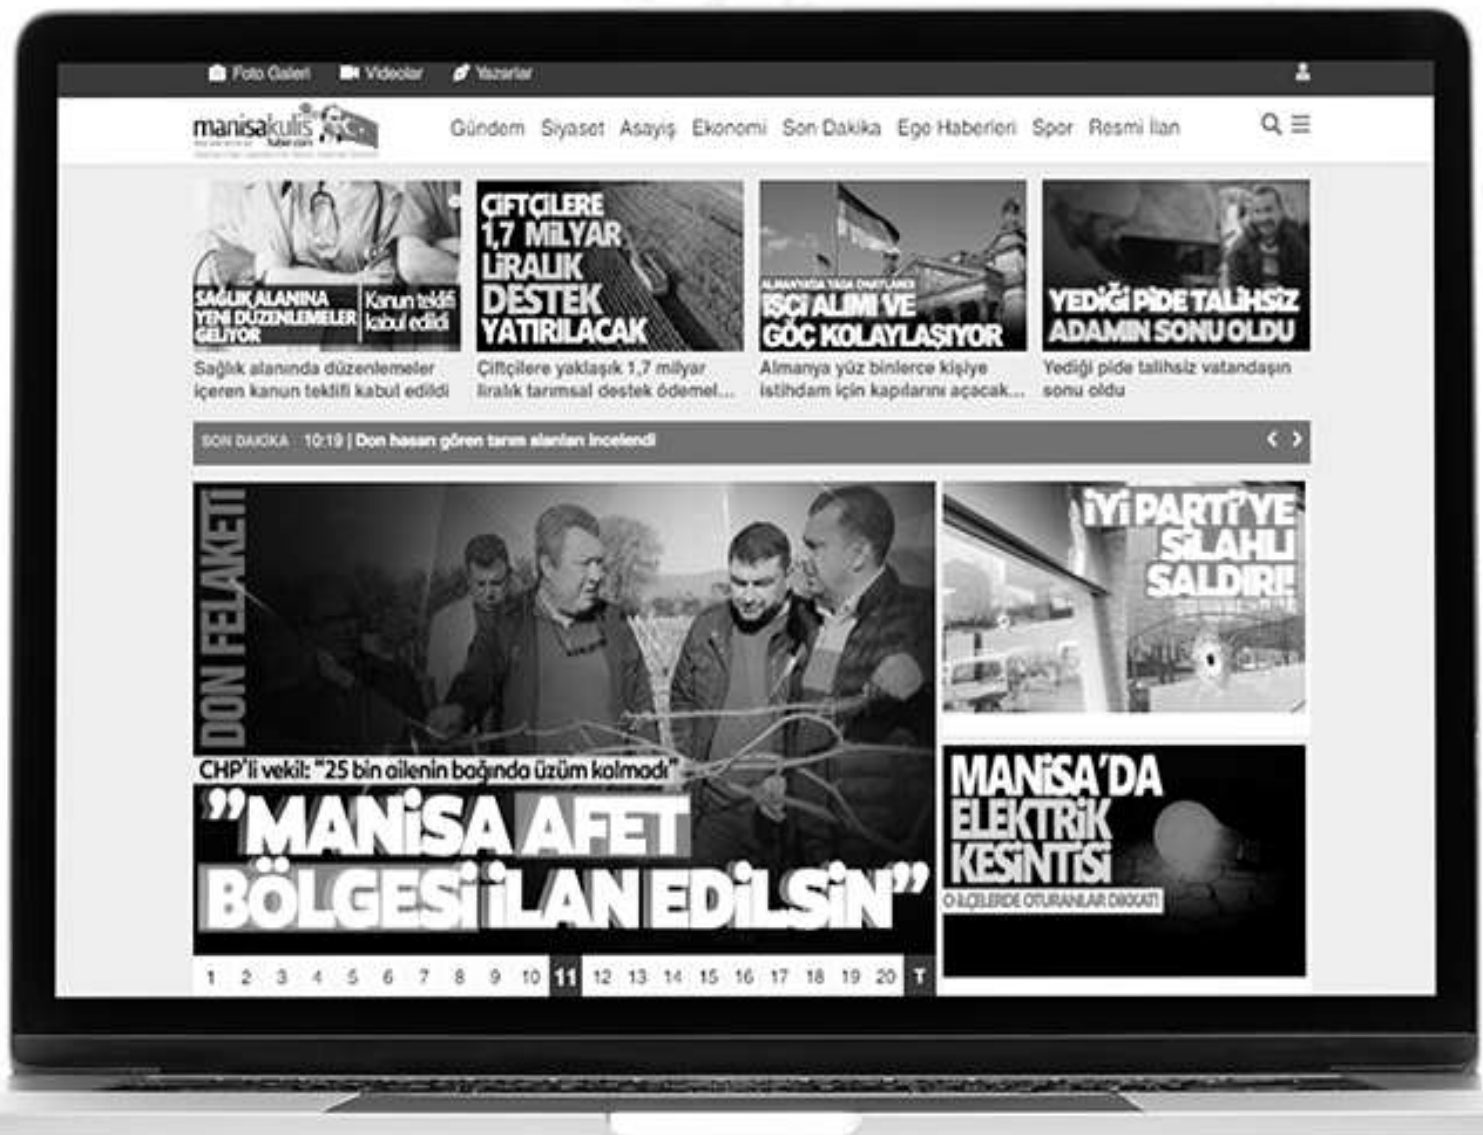 Foto Galeri Videolar Yazarlar
manisakulis
haber.com
Gündem Siyaset Asayiş Ekonomi Son Dakika Ege Haberleri Spor Resmi İlan
SAĞLIK ALANINA
YENİ DÜZENLEMELER
GELİYOR
Kanun teklifi
kabul edildi
Sağlık alanında düzenlemeler
içeren kanun teklifi kabul edildi
ÇİFTÇİLERE
1,7 MİLYAR
LİRALIK
DESTEK
YATIRILACAK
Çiftçilere yaklaşık 1,7 milyar
liralık tarımsal destek ödemel...
ALMANYA'DA YASA ONAYLANDI
İŞÇİ ALIMI VE
GÖÇ KOLAYLAŞIYOR
Almanya yüz binlerce kişiye
istihdam için kapılarını açacak...
YEDİĞİ PİDE TALİHSİZ
ADAMIN SONU OLDU
Yediği pide talihsiz vatandaşın
sonu oldu
SON DAKİKA 10:19 | Don hasarı gören tarım alanları incelendi
DON FELAKETİ
CHP'li vekil: "25 bin ailenin bağında üzüm kalmadı"
"MANİSA AFET
BÖLGESİ İLAN EDİLSİN"
1 2 3 4 5 6 7 8 9 10 11 12 13 14 15 16 17 18 19 20 T
İYİ PARTİ'YE
SİLAHLI
SALDIRI!
MANİSA'DA
ELEKTRİK
KESİNTİSİ
O İLÇELERDE OTURANLAR DİKKAT!